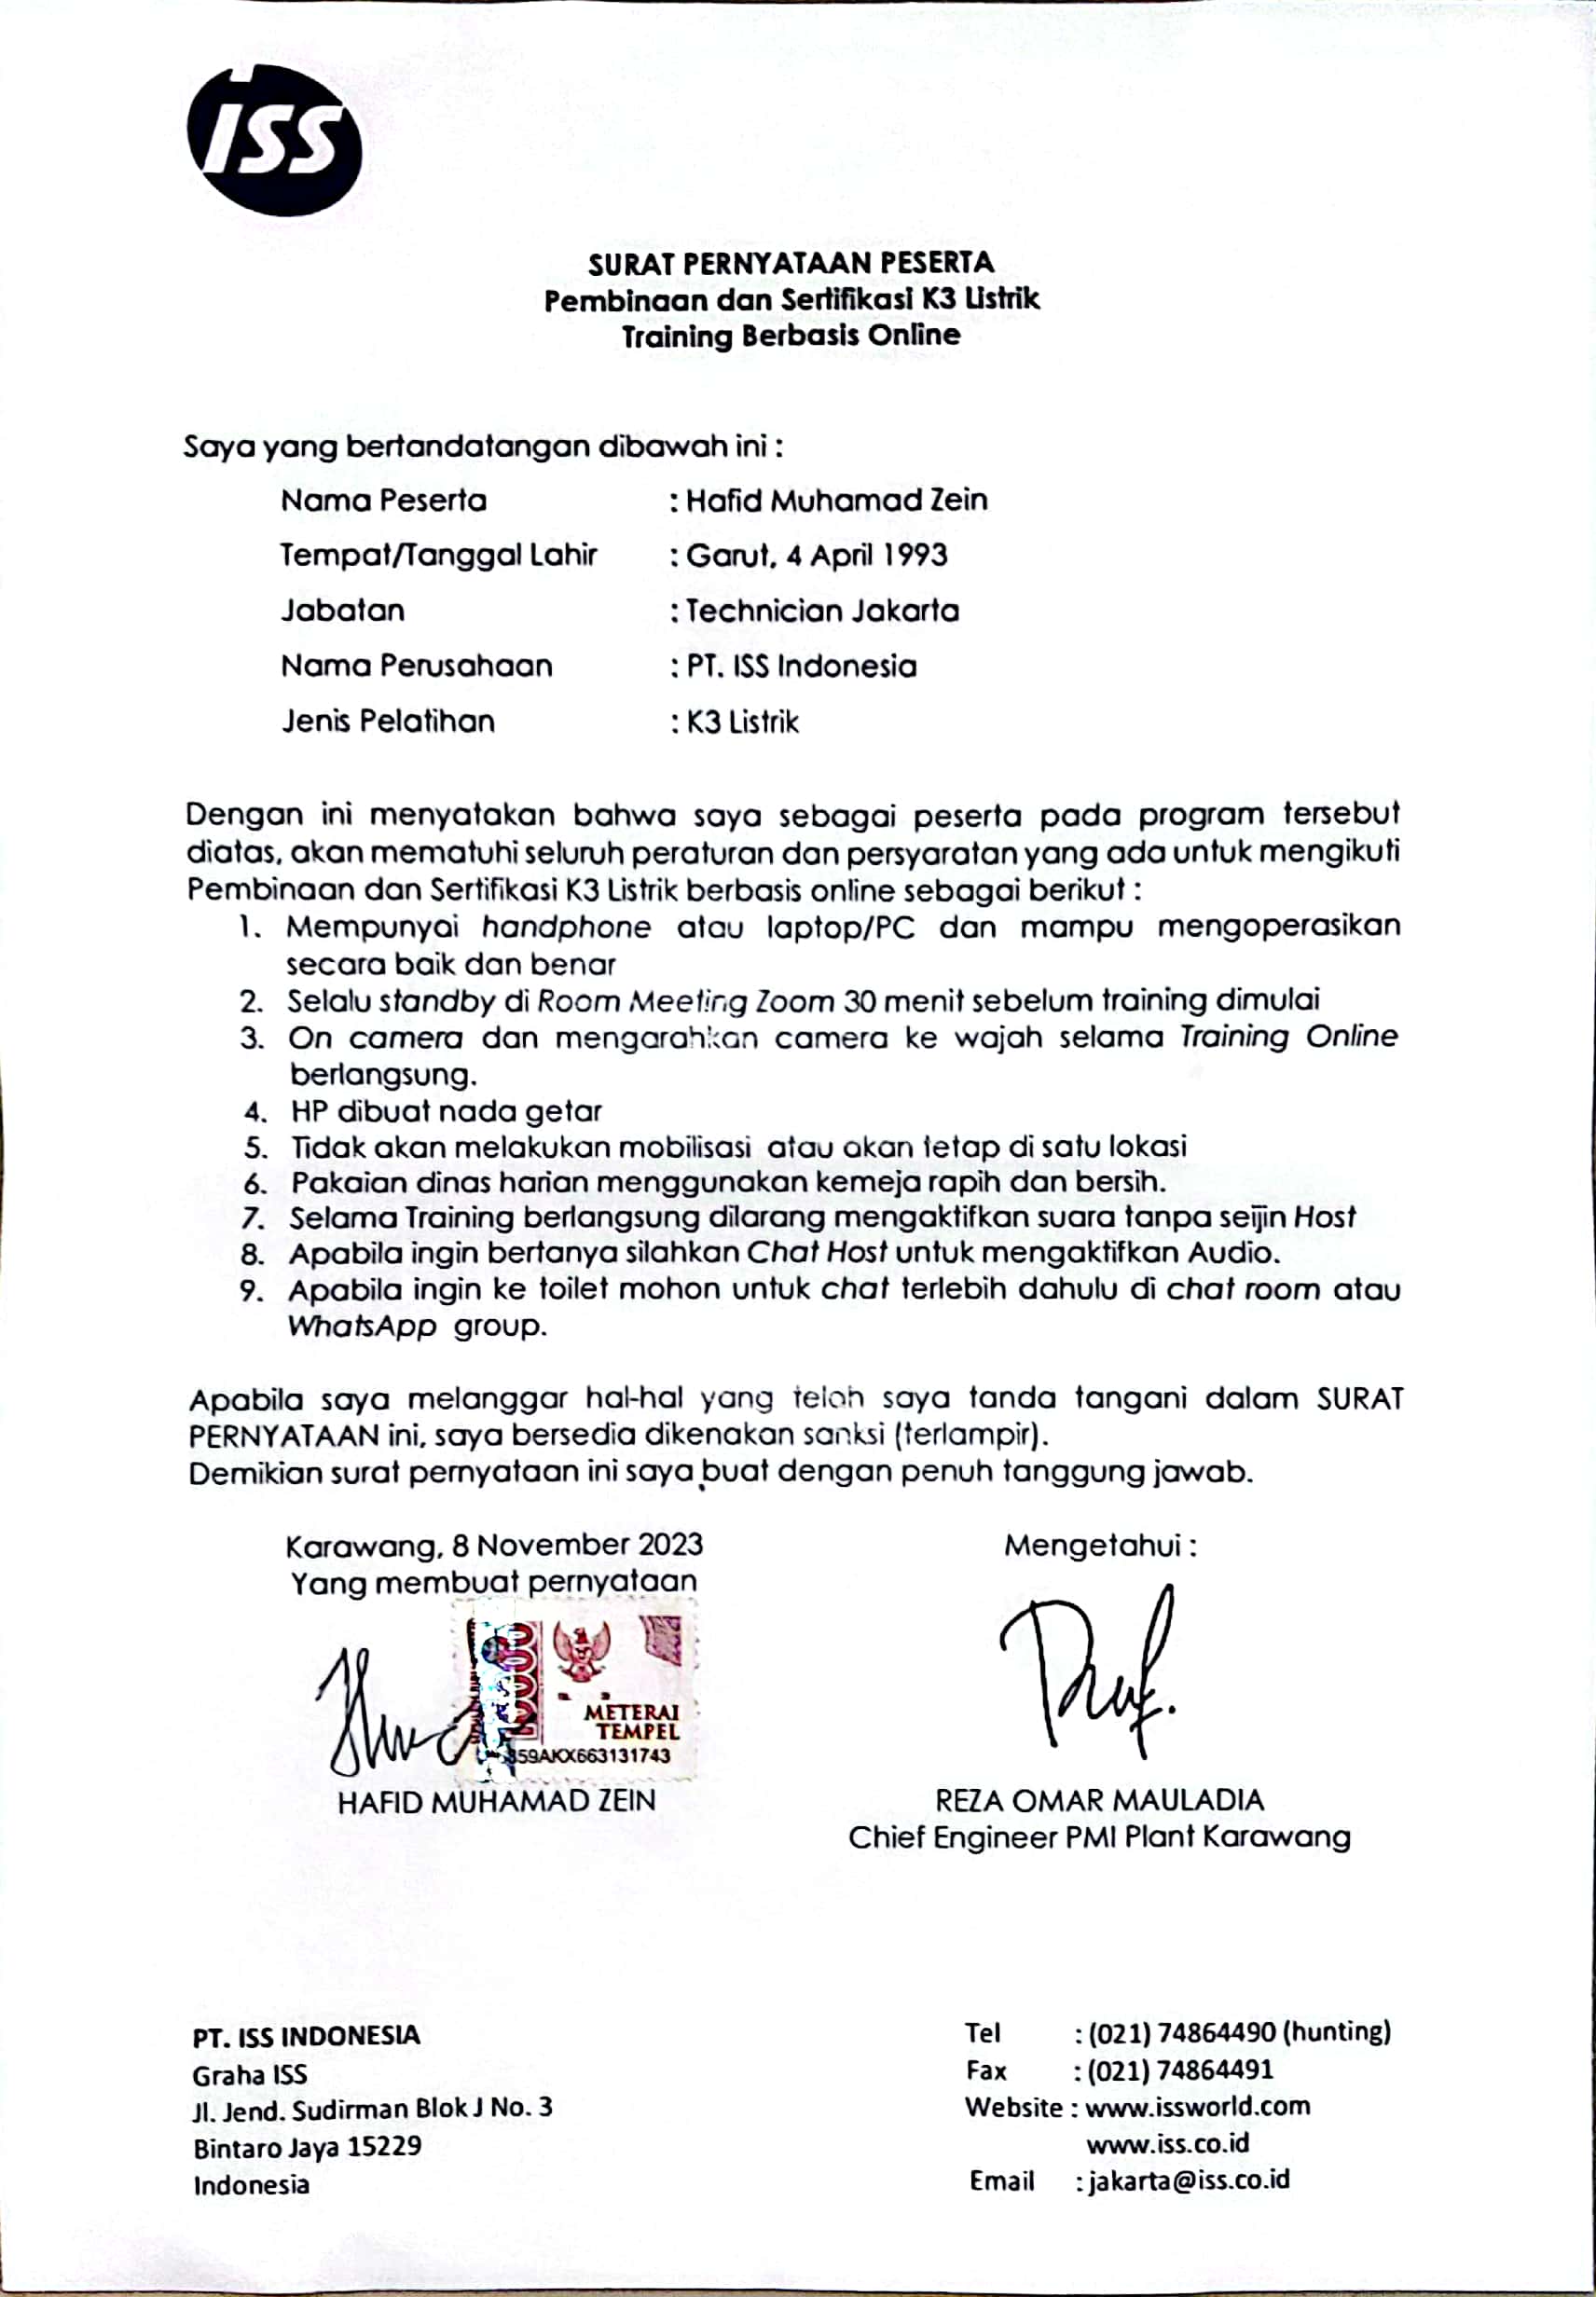 iss
SURAT PERNYATAAN PESERTA
Pembinaan dan Sertifikasi K3 Listrik
Training Berbasis Online
Saya yang bertandatangan dibawah ini :
Nama Peserta : Hafid Muhamad Zein
Tempat/Tanggal Lahir : Garut, 4 April 1993
Jabatan : Technician Jakarta
Nama Perusahaan : PT. ISS Indonesia
Jenis Pelatihan : K3 Listrik
Dengan ini menyatakan bahwa saya sebagai peserta pada program tersebut
diatas, akan mematuhi seluruh peraturan dan persyaratan yang ada untuk mengikuti
Pembinaan dan Sertifikasi K3 Listrik berbasis online sebagai berikut :
1. Mempunyai handphone atau laptop/PC dan mampu mengoperasikan
secara baik dan benar
2. Selalu standby di Room Meeting Zoom 30 menit sebelum training dimulai
3. On camera dan mengarahkan camera ke wajah selama Training Online
berlangsung.
4. HP dibuat nada getar
5. Tidak akan melakukan mobilisasi atau akan tetap di satu lokasi
6. Pakaian dinas harian menggunakan kemeja rapih dan bersih.
7. Selama Training berlangsung dilarang mengaktifkan suara tanpa seijin Host
8. Apabila ingin bertanya silahkan Chat Host untuk mengaktifkan Audio.
9. Apabila ingin ke toilet mohon untuk chat terlebih dahulu di chat room atau
WhatsApp group.
Apabila saya melanggar hal-hal yang telah saya tanda tangani dalam SURAT
PERNYATAAN ini, saya bersedia dikenakan sanksi (terlampir).
Demikian surat pernyataan ini saya buat dengan penuh tanggung jawab.
Karawang, 8 November 2023
Yang membuat pernyataan
Mengetahui :
METERAI
TEMPEL
59AKX663131743
HAFID MUHAMAD ZEIN
REZA OMAR MAULADIA
Chief Engineer PMI Plant Karawang
PT. ISS INDONESIA
Graha ISS
Jl. Jend. Sudirman Blok J No. 3
Bintaro Jaya 15229
Indonesia
Tel : (021) 74864490 (hunting)
Fax : (021) 74864491
Website : www.issworld.com
www.iss.co.id
Email : jakarta@iss.co.id